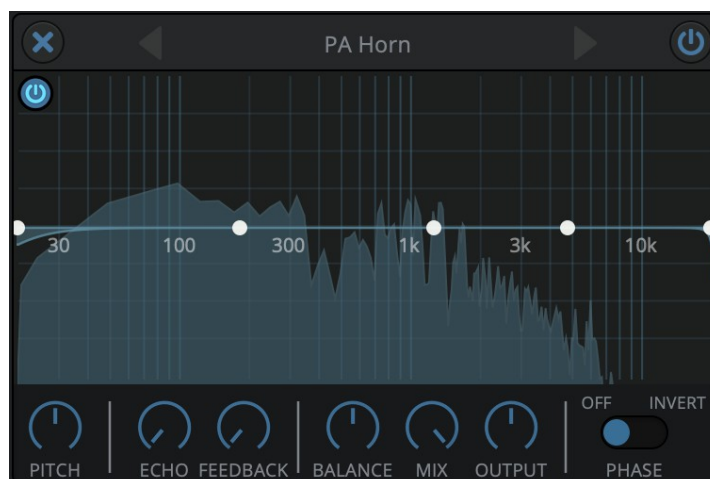 PA Horn
30 100 300 1k 3k 10k
OFF INVERT
PITCH ECHO FEEDBACK BALANCE MIX OUTPUT PHASE